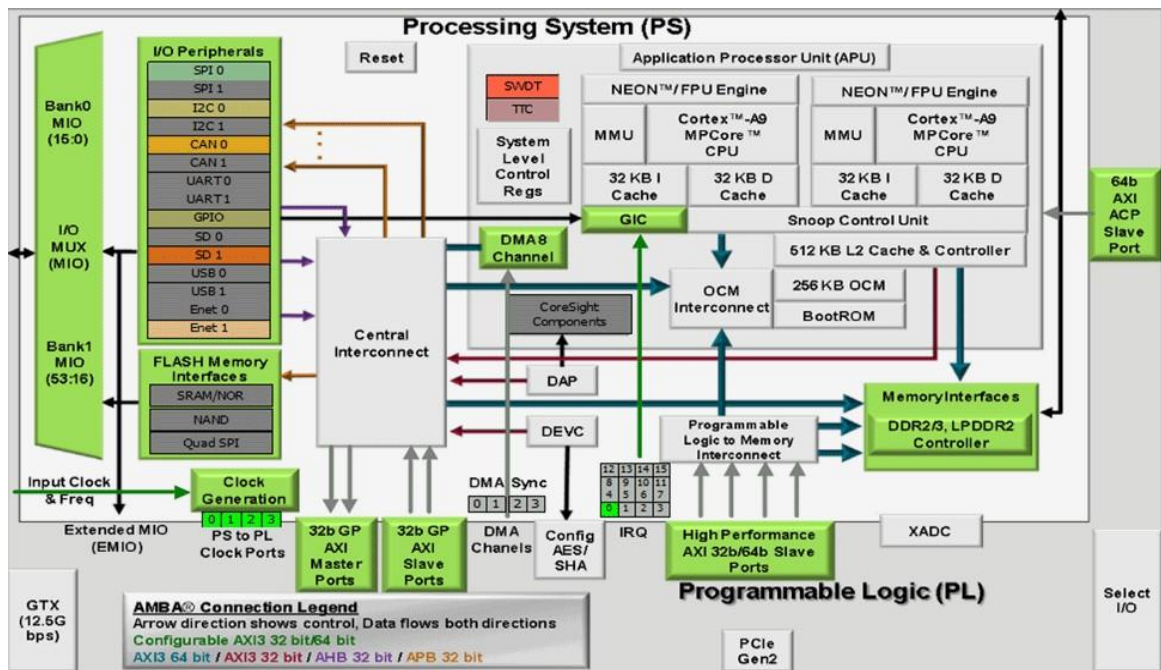 Processing System (PS)
I/O Peripherals
SPI 0
SPI 1
I2C 0
I2C 1
CAN 0
CAN 1
UART 0
UART 1
GPIO
SD 0
SD 1
USB 0
USB 1
Enet 0
Enet 1
Bank0
MIO
(15:0)
I/O
MUX
(MIO)
Bank1
MIO
(53:16)
FLASH Memory
Interfaces
SRAM/NOR
NAND
Quad SPI
Input Clock
& Freq
Clock
Generation
0 1 2 3
PS to PL
Clock Ports
Extended MIO
(EMIO)
Reset
Central
Interconnect
Application Processor Unit (APU)
SWDT
TTC
System
Level
Control
Regs
NEON™/ FPU Engine
MMU
Cortex™-A9
MPCore™
CPU
32 KB I
Cache
32 KB D
Cache
NEON™/ FPU Engine
MMU
Cortex™-A9
MPCore™
CPU
32 KB I
Cache
32 KB D
Cache
GIC
Snoop Control Unit
DMA8
Channel
512 KB L2 Cache & Controller
OCM
Interconnect
256 KB OCM
BootROM
CoreSight
Components
DAP
DEVC
64b
AXI
ACP
Slave
Port
Memory Interfaces
DDR2/3, LPDDR2
Controller
Programmable
Logic to Memory
Interconnect
DMA Sync
0 1 2 3
DMA
Channels
12 13 14 15
8 9 10 11
4 5 6 7
0 1 2 3
IRQ
32b GP
AXI
Master
Ports
32b GP
AXI
Slave
Ports
Config
AES/
SHA
High Performance
AXI 32b/64b Slave
Ports
XADC
Programmable Logic (PL)
GTX
(12.5G
bps)
AMBA® Connection Legend
Arrow direction shows control, Data flows both directions
Configurable AXI3 32 bit/64 bit
AXI3 64 bit / AXI3 32 bit / AHB 32 bit / APB 32 bit
PCIe
Gen2
Select
I/O